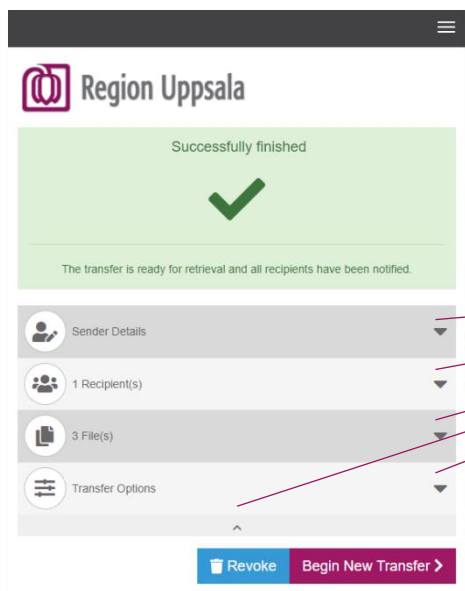 Region Uppsala
Successfully finished
The transfer is ready for retrieval and all recipients have been notified.
Sender Details
1 Recipient(s)
3 File(s)
Transfer Options
Revoke
Begin New Transfer